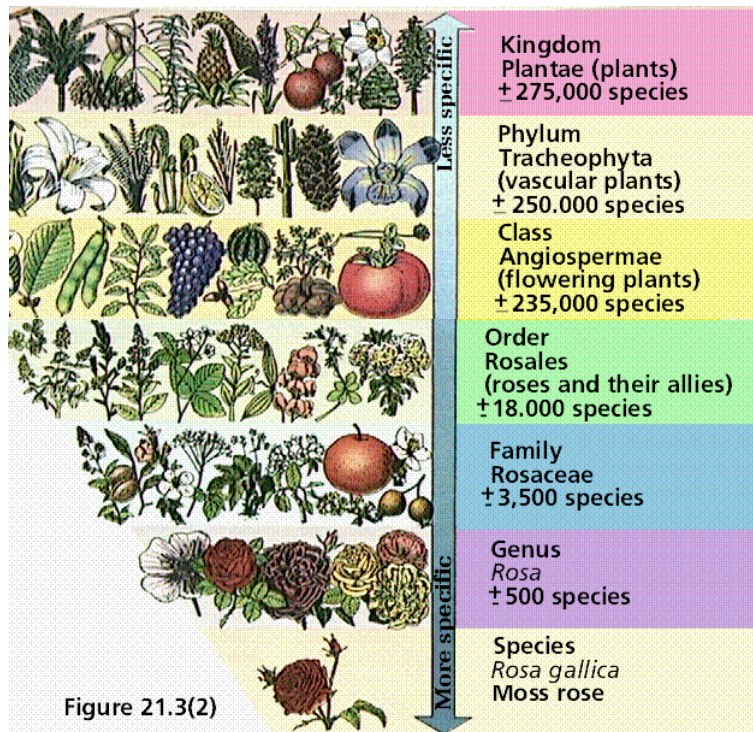 Less specific
Kingdom
Plantae (plants)
± 275,000 species
Phylum
Tracheophyta
(vascular plants)
± 250.000 species
Class
Angiospermae
(flowering plants)
± 235,000 species
Order
Rosales
(roses and their allies)
± 18.000 species
Family
Rosaceae
± 3,500 species
More specific
Genus
Rosa
± 500 species
Species
Rosa gallica
Moss rose
Figure 21.3(2)